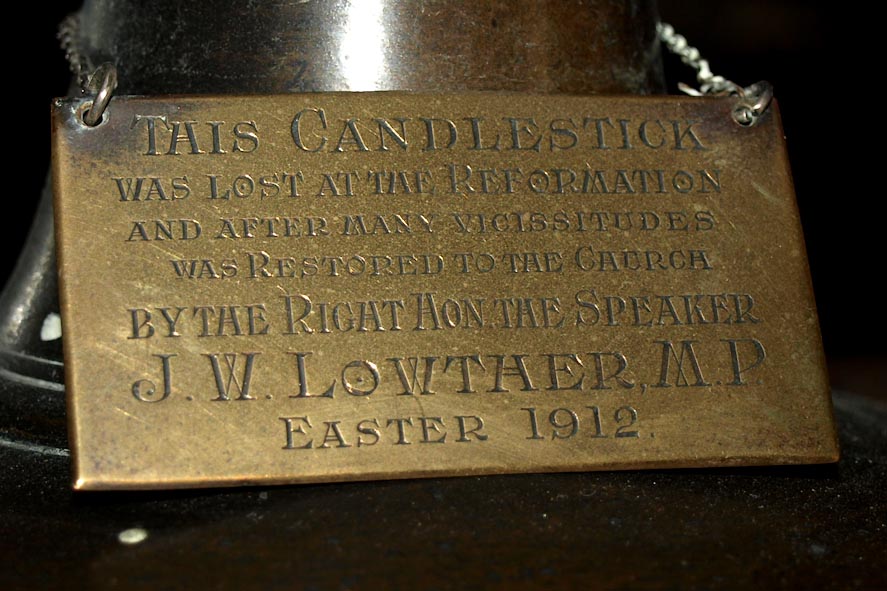 This Candlestick
was lost at the Reformation
and after many vicissitudes
was Restored to the Church
by the Right Hon. the Speaker
J. W. Lowther, M.P.
Easter 1912.